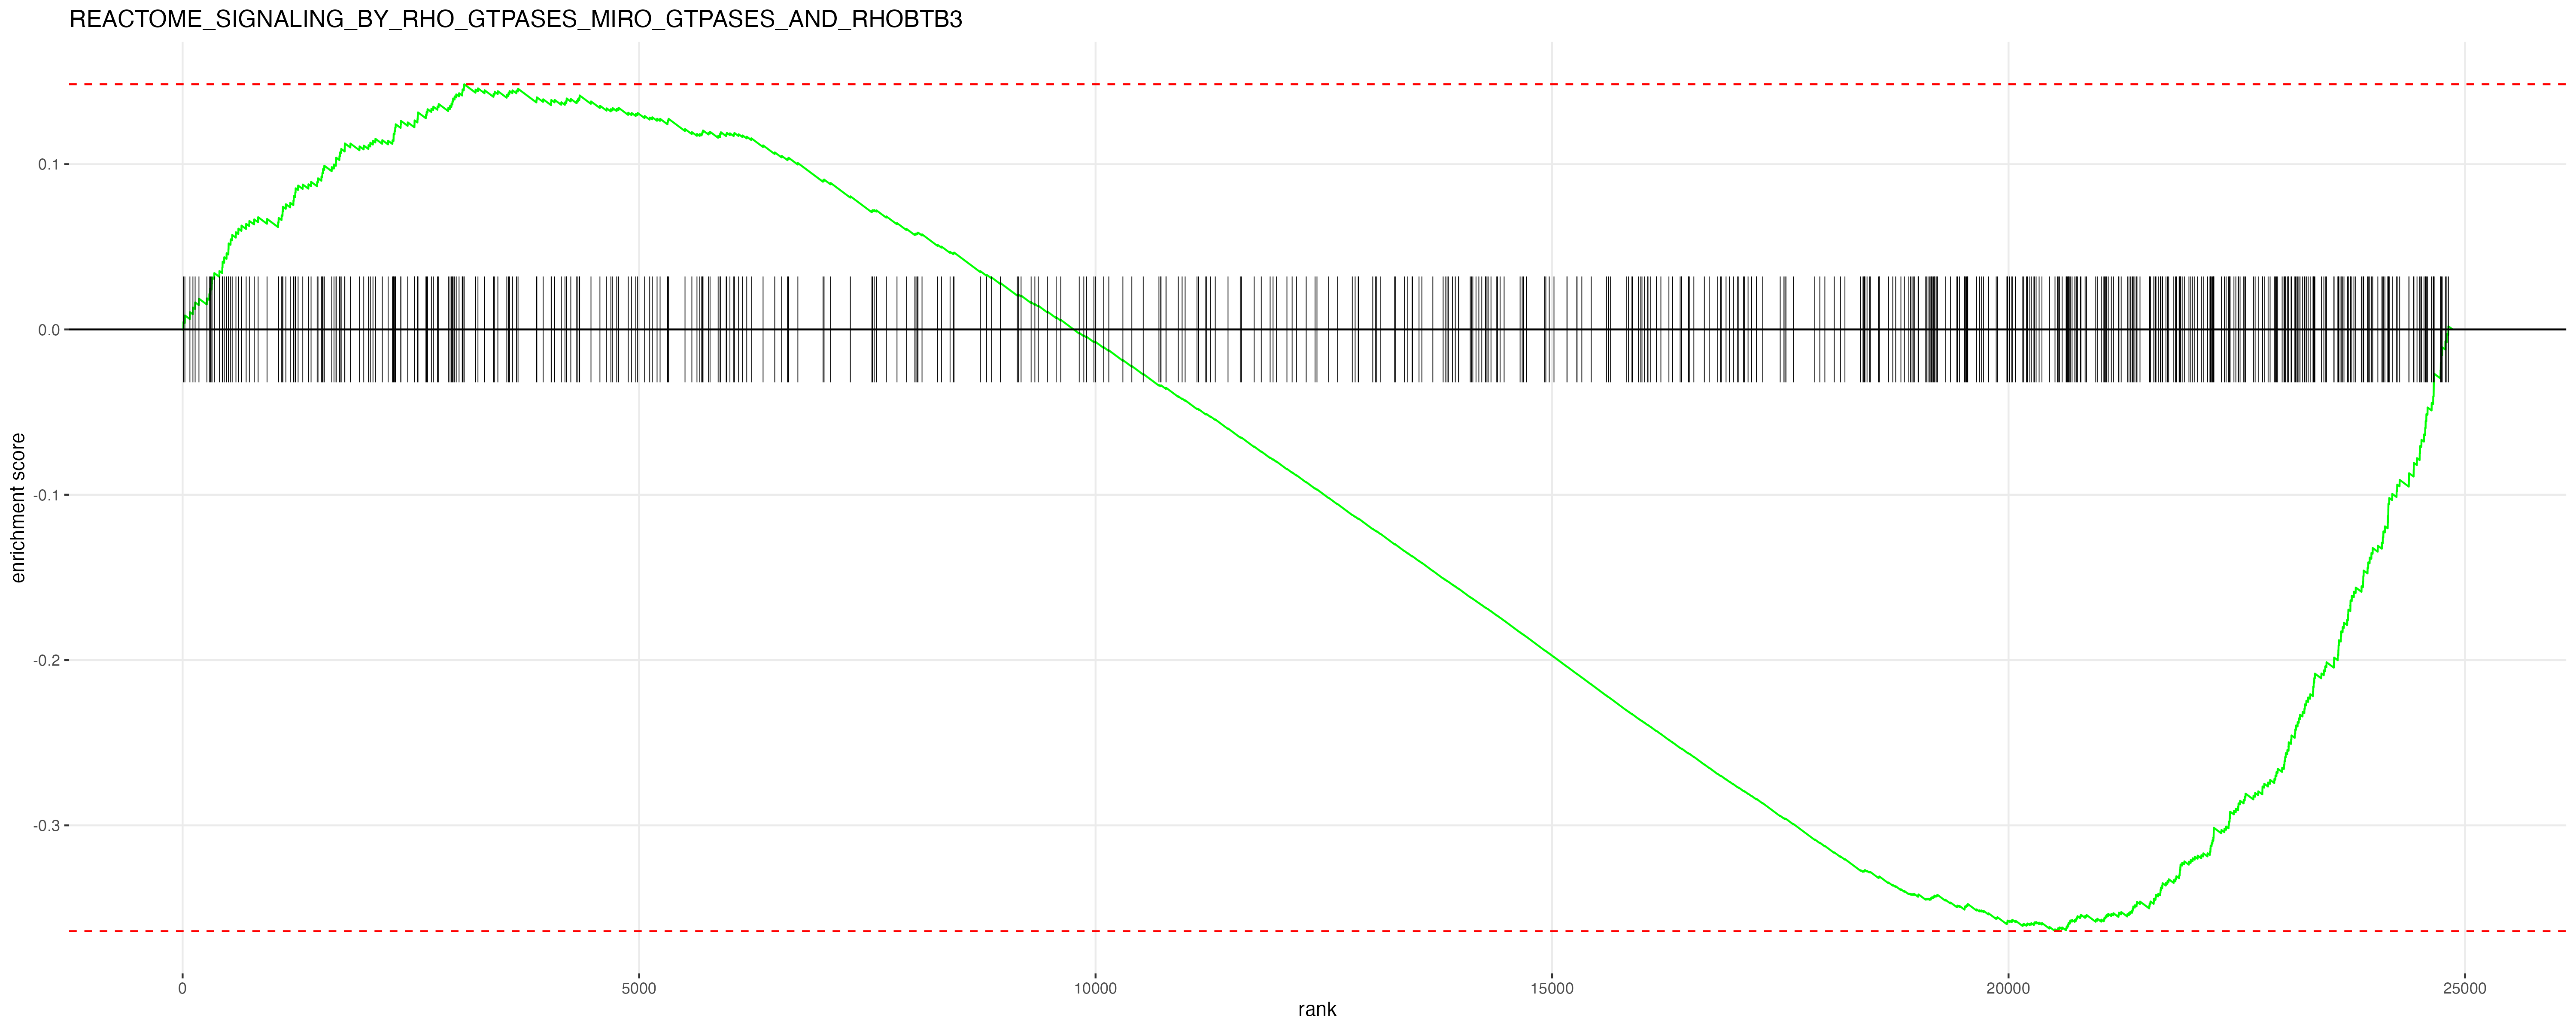 REACTOME_SIGNALING_BY_RHO_GTPASES_MIRO_GTPASES_AND_RHOBTB3
0.1
0.0
-0.1
-0.2
-0.3
enrichment score
0 5000 10000 15000 20000 25000
rank